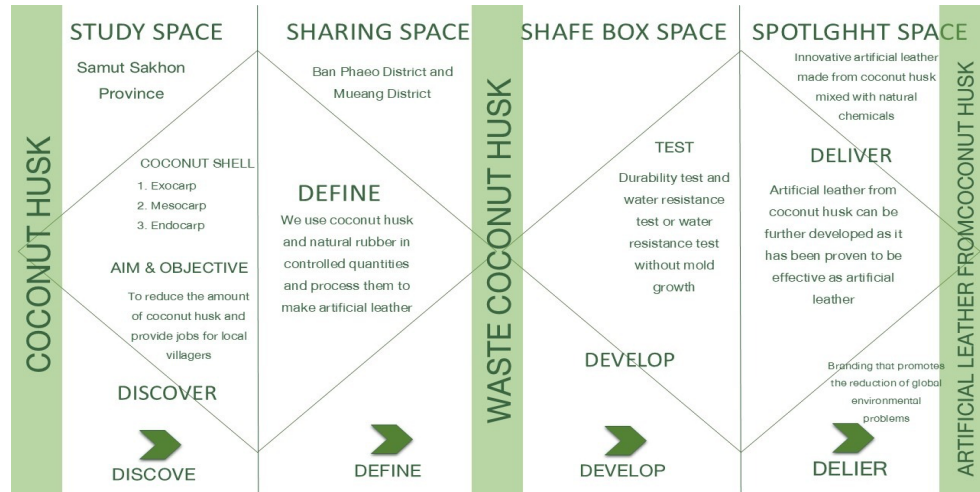 COCONUT HUSK
STUDY SPACE
Samut Sakhon
Province
COCONUT SHELL
1. Exocarp
2. Mesocarp
3. Endocarp
AIM & OBJECTIVE
To reduce the amount
of coconut husk and
provide jobs for local
villagers
DISCOVER
DISCOVE
SHARING SPACE
Ban Phaeo District and
Mueang District
DEFINE
We use coconut husk
and natural rubber in
controlled quantities
and process them to
make artificial leather
DEFINE
WASTE COCONUT HUSK
SHAFE BOX SPACE
TEST
Durability test and
water resistance
test or water
resistance test
without mold
growth
DEVELOP
DEVELOP
SPOTLGHHT SPACE
Innovative artificial leather
made from coconut husk
mixed with natural
chemicals
DELIVER
Artificial leather from
coconut husk can be
further developed as it
has been proven to be
effective as artificial
leather
Branding that promotes
the reduction of global
environmental
problems
DELIER
ARTIFICIAL LEATHER FROMCOCONUT HUSK